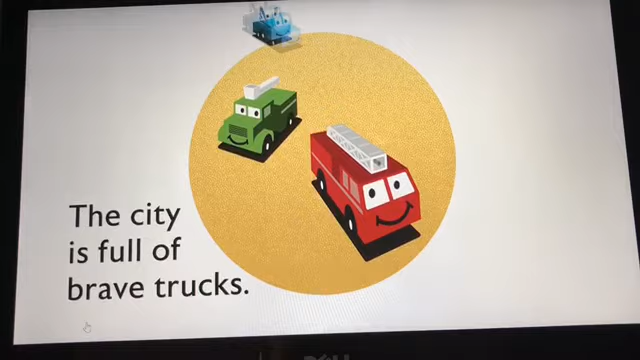 The city
is full of
brave trucks.